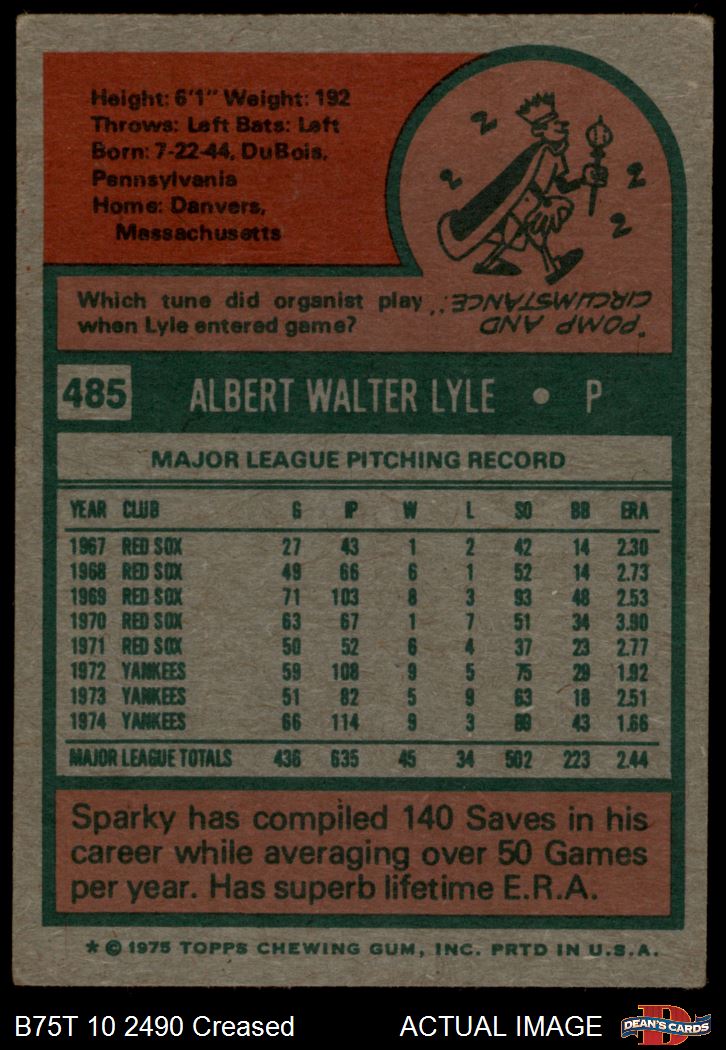 Height: 6'1" Weight: 192
Throws: Left Bats: Left
Born: 7-22-44, DuBois,
Pennsylvania
Home: Danvers,
Massachusetts
2 2 2 2
Which tune did organist play
when Lyle entered game?
"POMP AND
CIRCUMSTANCE".
485 ALBERT WALTER LYLE • P
MAJOR LEAGUE PITCHING RECORD
YEAR CLUB G IP W L SO BB ERA
1967 RED SOX 27 43 1 2 42 14 2.30
1968 RED SOX 49 66 6 1 52 14 2.73
1969 RED SOX 71 103 8 3 93 48 2.53
1970 RED SOX 63 67 1 7 51 34 3.90
1971 RED SOX 50 52 6 4 37 23 2.77
1972 YANKEES 59 108 9 5 75 29 1.92
1973 YANKEES 51 82 5 9 63 18 2.51
1974 YANKEES 66 114 9 3 89 43 1.66
MAJOR LEAGUE TOTALS 436 635 45 34 502 223 2.44
Sparky has compiled 140 Saves in his
career while averaging over 50 Games
per year. Has superb lifetime E.R.A.
* © 1975 TOPPS CHEWING GUM, INC. PRTD IN U.S.A.
B75T 10 2490 Creased ACTUAL IMAGE
D
DEAN'S CARDS